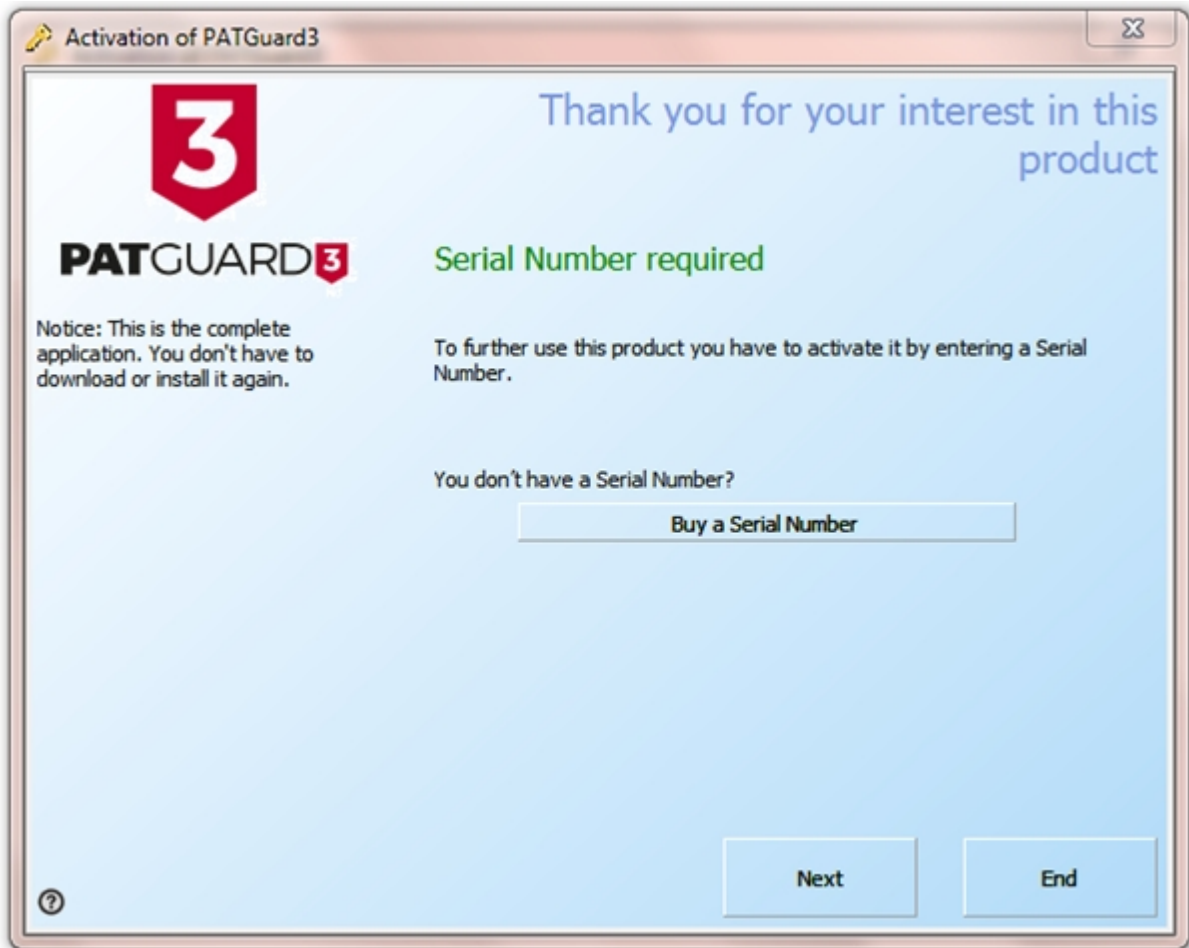 Activation of PATGuard3
3
PATGUARD3
Notice: This is the complete
application. You don't have to
download or install it again.
Thank you for your interest in this
product
Serial Number required
To further use this product you have to activate it by entering a Serial
Number.
You don't have a Serial Number?
Buy a Serial Number
Next
End
?